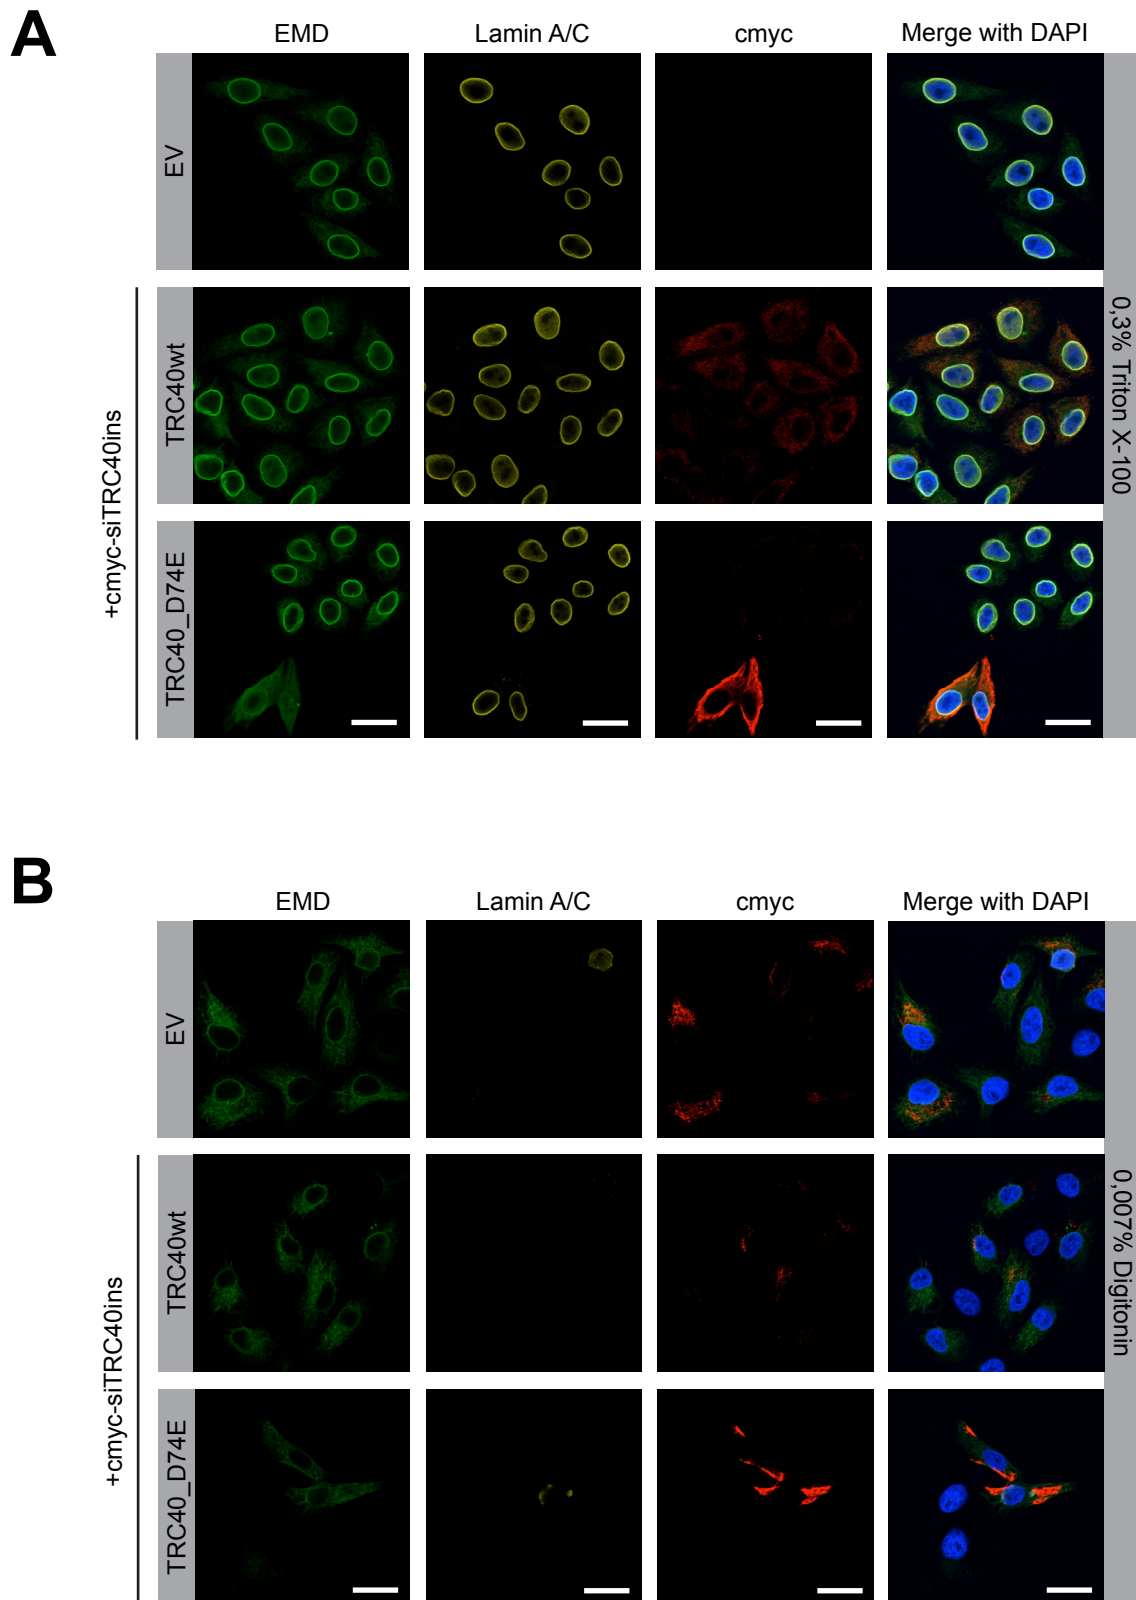 A
EMD Lamin A/C cmyc Merge with DAPI
EV
TRC40wt
TRC40_D74E
+cmyc-siTRC40ins
0,3% Triton X-100
B
EMD Lamin A/C cmyc Merge with DAPI
EV
TRC40wt
TRC40_D74E
+cmyc-siTRC40ins
0,007% Digitonin